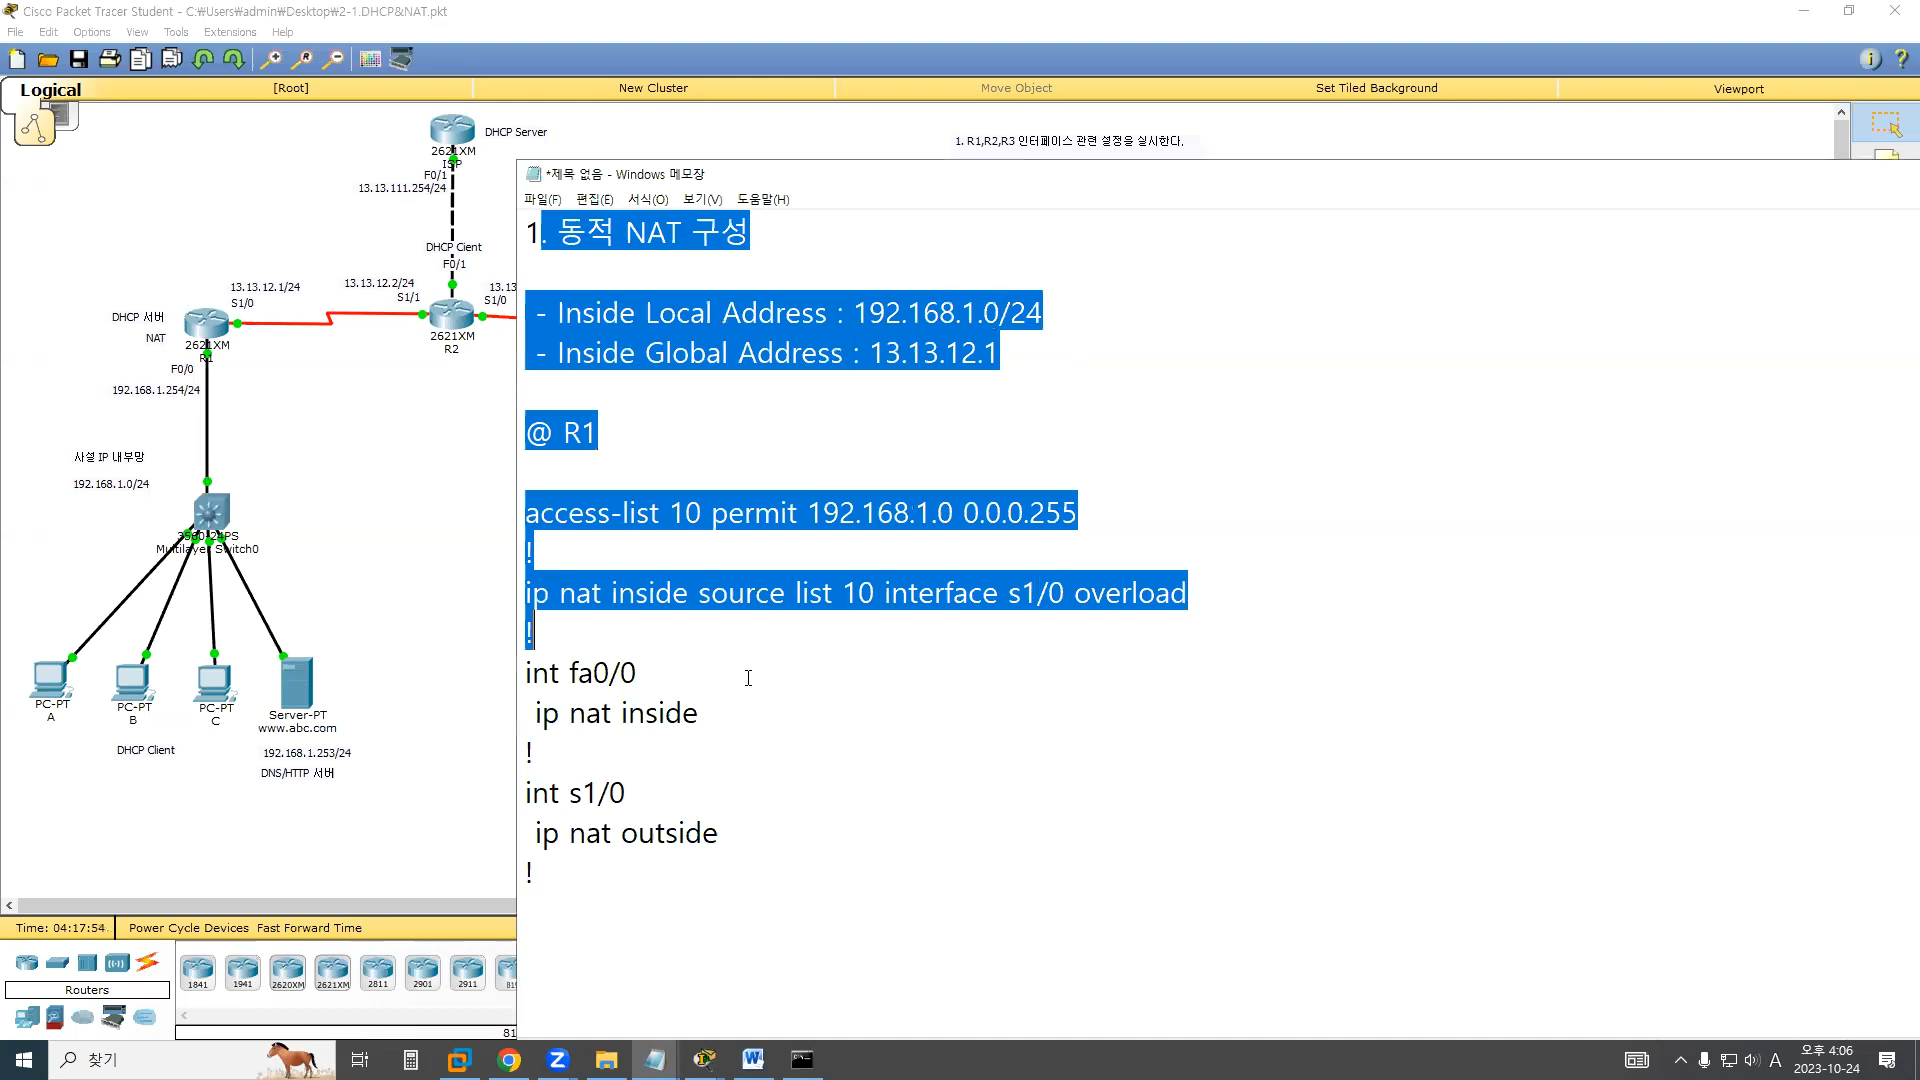 Cisco Packet Tracer Student - C:₩Users₩admin₩Desktop₩2-1.DHCP&NAT.pkt
File Edit Options View Tools Extensions Help
Logical
[Root]
New Cluster
Move Object
Set Tiled Background
Viewport
DHCP Server
2621XM
ISP
F0/1
13.13.111.254/24
1. R1,R2,R3 인터페이스 관련 설정을 실시한다.
DHCP Client
F0/1
13.13.12.1/24
S1/0
13.13.12.2/24
S1/1
13.13
S1/0
DHCP 서버
NAT
2621XM
R1
2621XM
R2
F0/0
192.168.1.254/24
사설 IP 내부망
192.168.1.0/24
3560-24PS
Multilayer Switch0
PC-PT
A
PC-PT
B
PC-PT
C
Server-PT
www.abc.com
DHCP Client
192.168.1.253/24
DNS/HTTP 서버
*제목 없음 - Windows 메모장
파일(F) 편집(E) 서식(O) 보기(V) 도움말(H)
1. 동적 NAT 구성
- Inside Local Address : 192.168.1.0/24
- Inside Global Address : 13.13.12.1
@ R1
access-list 10 permit 192.168.1.0 0.0.0.255
!
ip nat inside source list 10 interface s1/0 overload
!
int fa0/0
ip nat inside
!
int s1/0
ip nat outside
!
Time: 04:17:54
Power Cycle Devices Fast Forward Time
Routers
1841
1941
2620XM
2621XM
2811
2901
2911
819
81
찾기
A
오후 4:06
2023-10-24